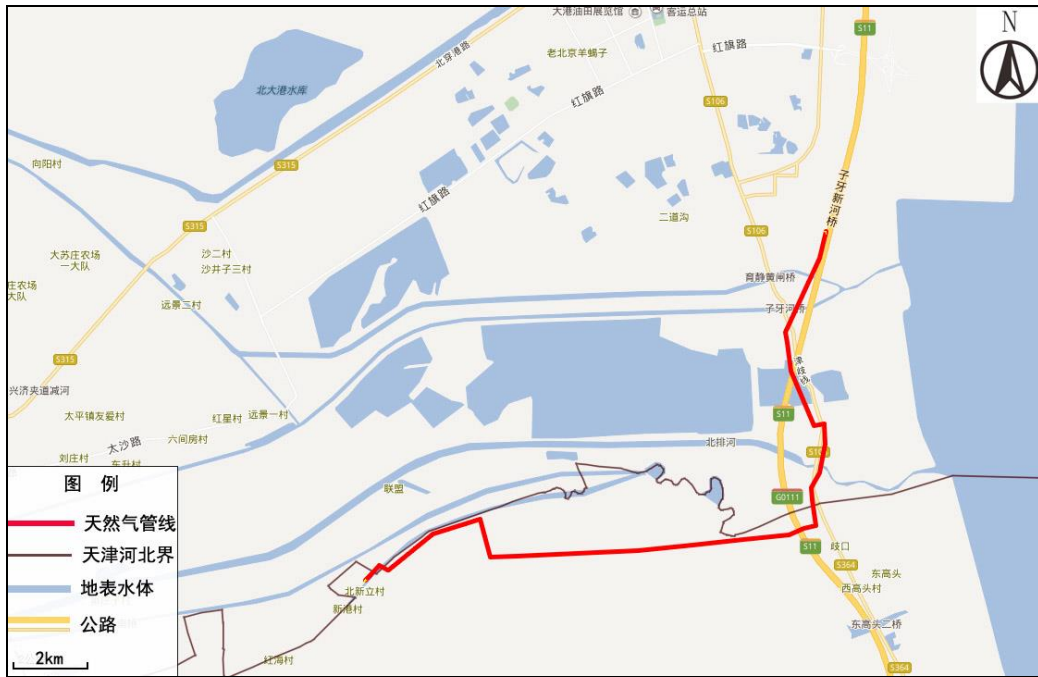 大港油田展览馆
客运总站
S11
N
红旗路
北穿港路
老北京羊蝎子
北大港水库
红旗路
S106
向阳村
S315
子牙新河桥
红旗路
二道沟
S315
沙二村
S106
大苏庄农场
一大队
沙井子三村
育静黄闸桥
庄农场
大队
远景二村
子牙河桥
S315
津歧线
兴济夹道减河
太平镇友爱村
红星村
远景一村
S11
六间房村
太沙路
北排河
刘庄村
东升村
图 例
联盟
G0111
天然气管线
天津河北界
S11
歧口
S364
东高头
地表水体
北新立村
西高头村
新港村
公路
东高头二桥
2km
红海村
S364